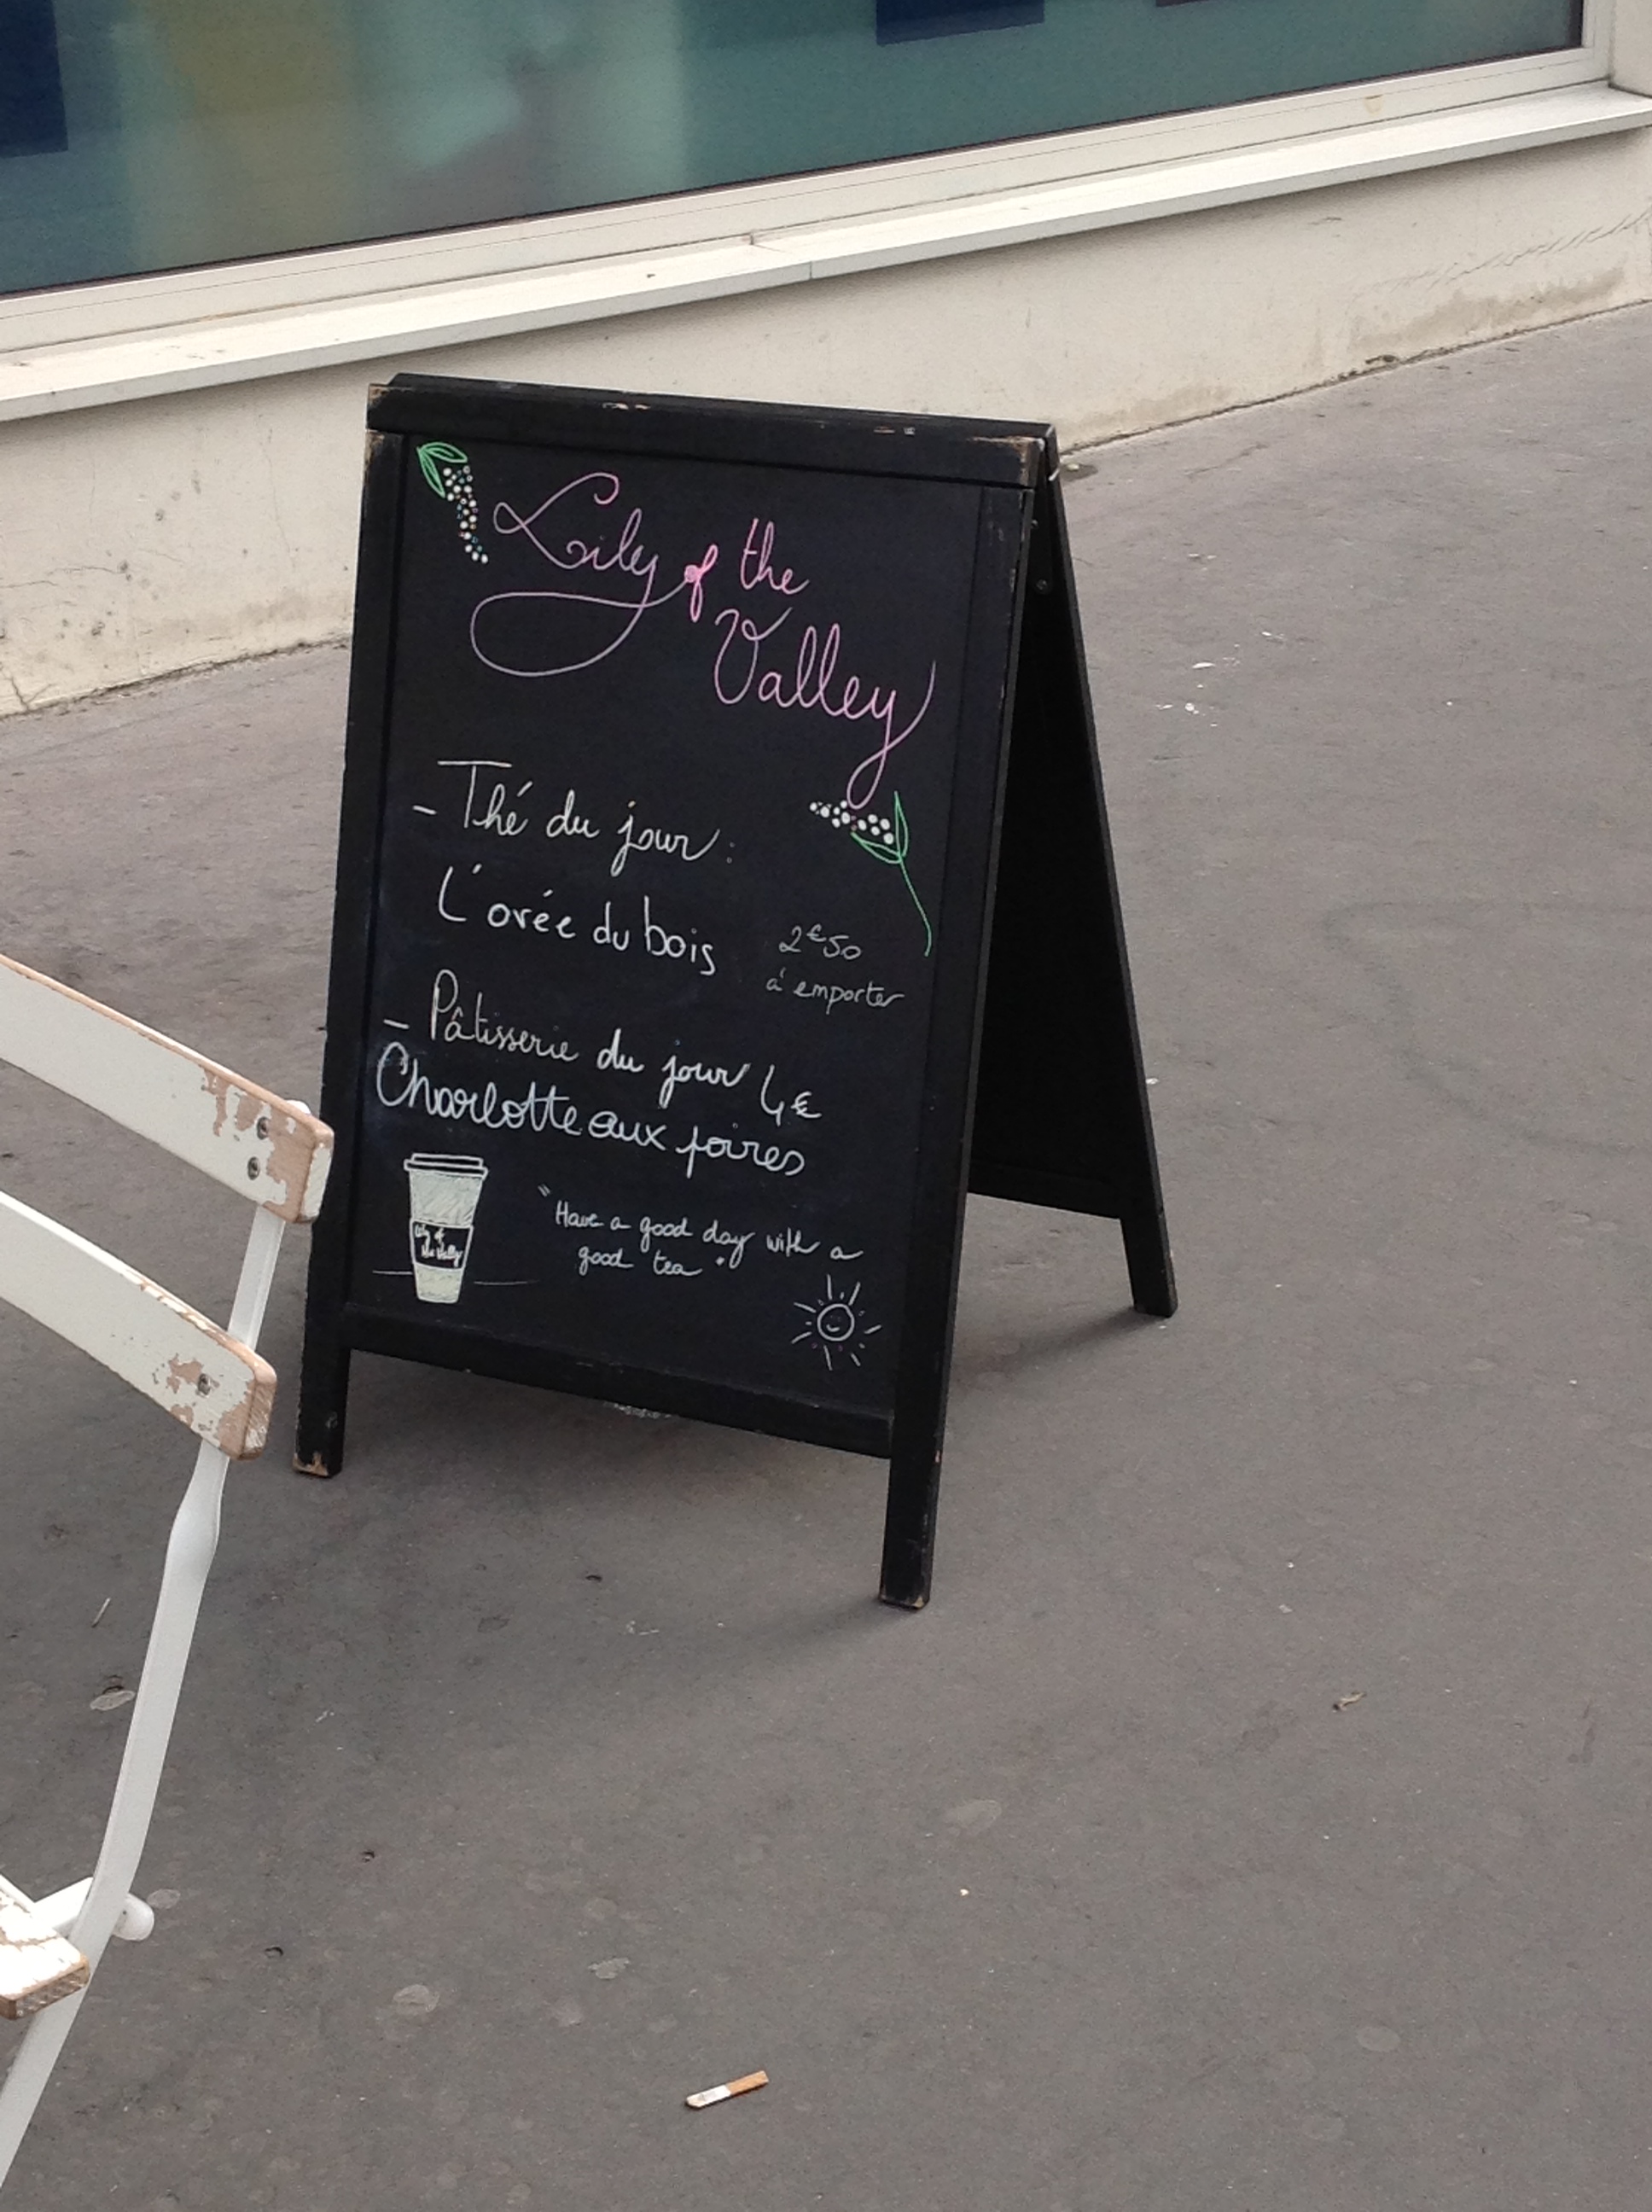 Lily of the
Valley
- Thé du jour :
L'orée du bois
2€50
à emporter
- Pâtisserie du jour 4€
Charlotte aux poires
Lily of
the Valley
"Have a good day with a
good tea"